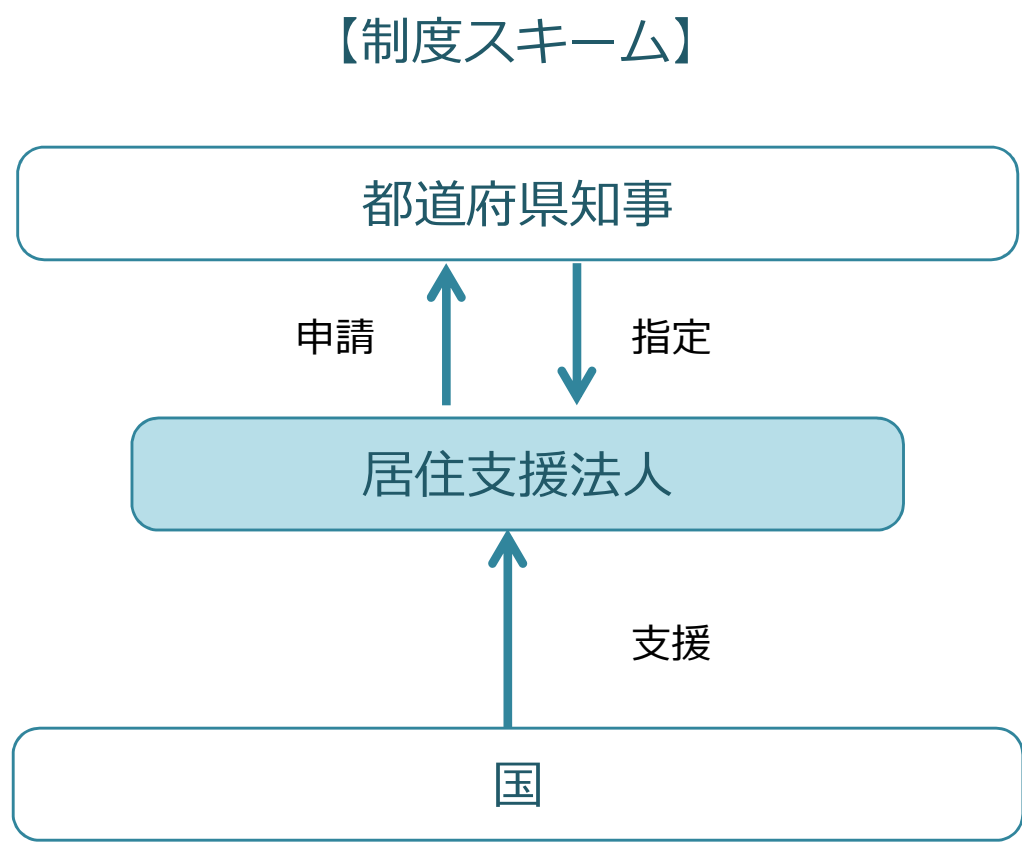 【制度スキーム】
都道府県知事
申請
指定
居住支援法人
支援
国